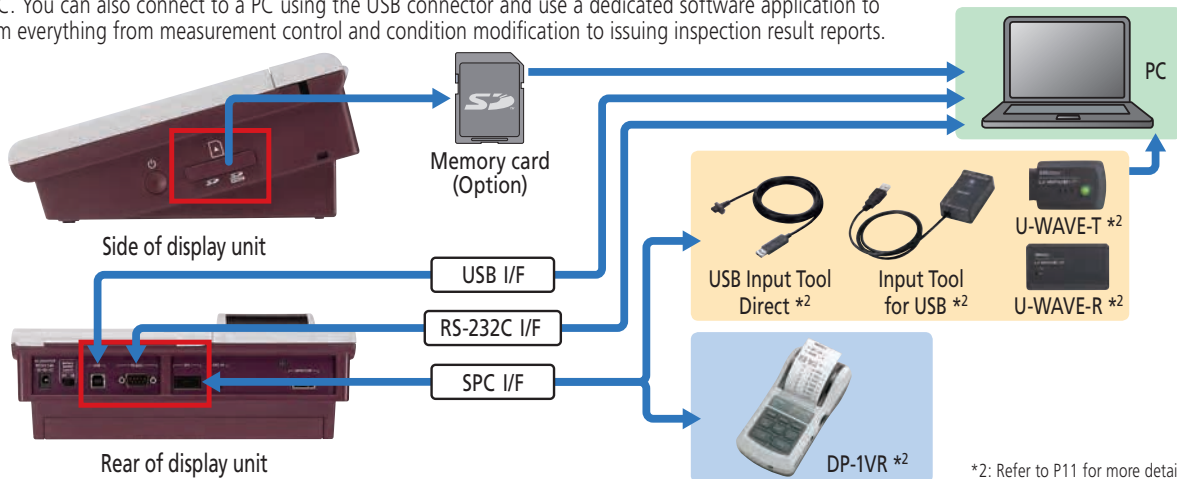 C. You can also connect to a PC using the USB connector and use a dedicated software application to
m everything from measurement control and condition modification to issuing inspection result reports.
PC
Memory card
(Option)
Side of display unit
USB I/F
RS-232C I/F
SPC I/F
USB Input Tool
Direct *2
Input Tool
for USB *2
U-WAVE-T *2
U-WAVE-R *2
DP-1VR *2
Rear of display unit
*2: Refer to P11 for more detai